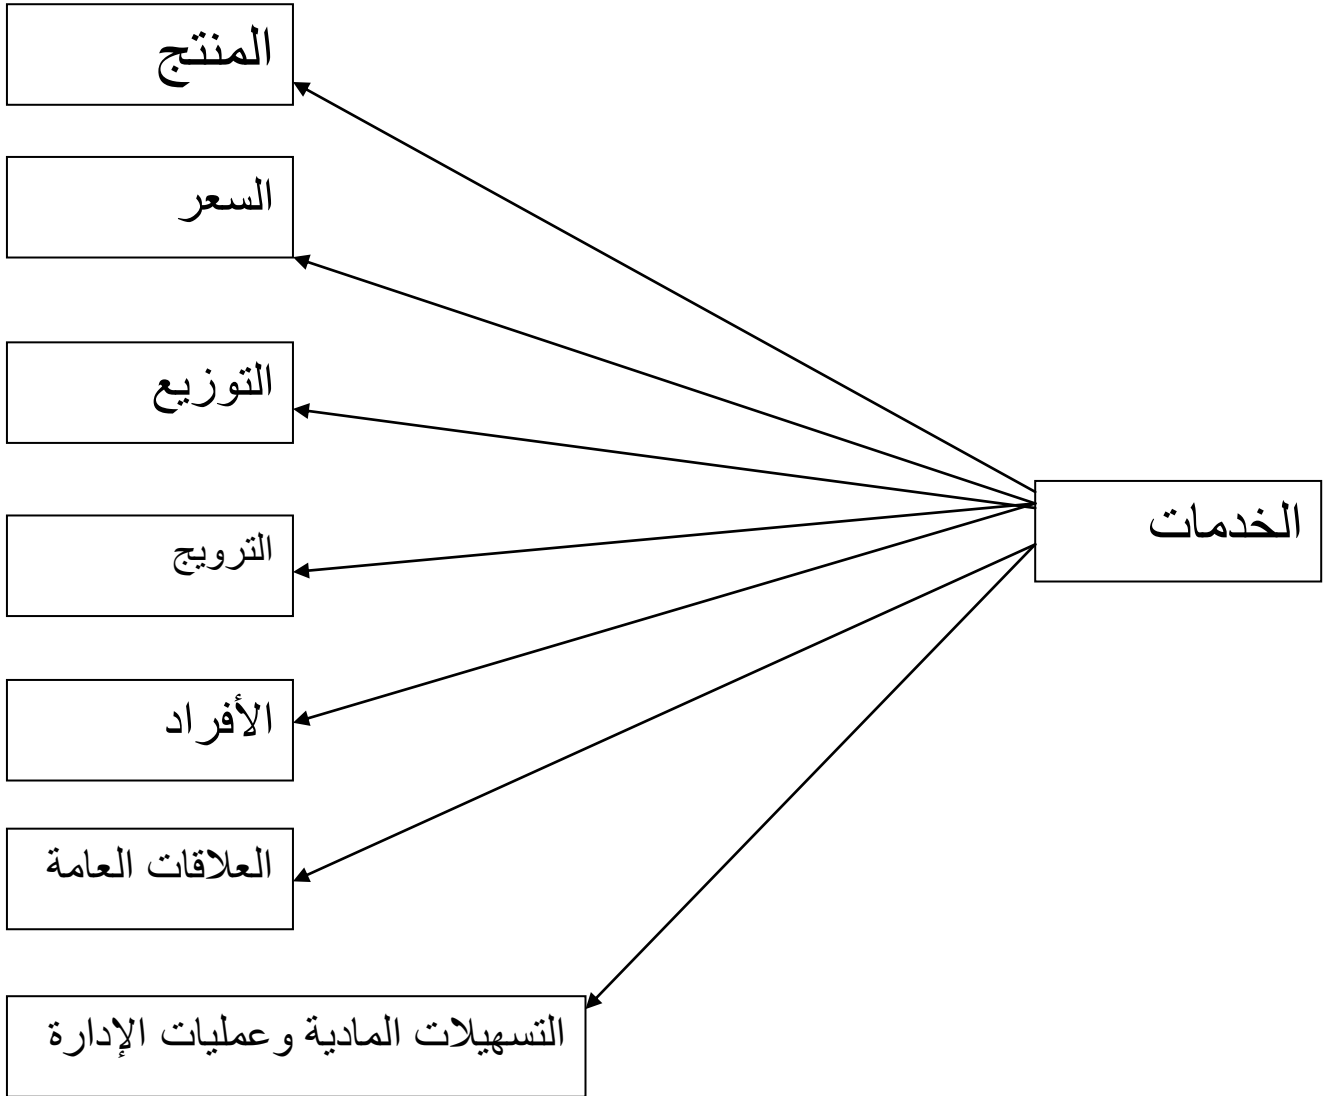 المنتج
السعر
التوزيع
الترويج
الخدمات
الأفراد
العلاقات العامة
التسهيلات المادية وعمليات الإدارة